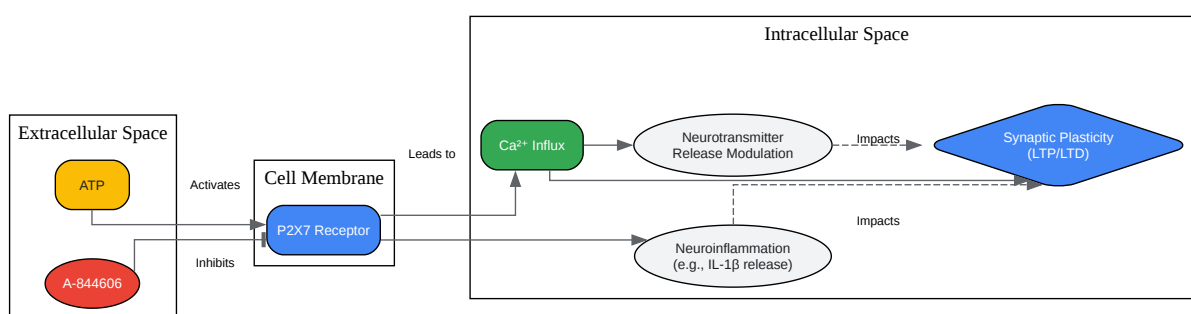 Intracellular Space
Extracellular Space
ATP
A-844606
Activates
Inhibits
Cell Membrane
P2X7 Receptor
Leads to
Ca²⁺ Influx
Neurotransmitter
Release Modulation
Impacts
Synaptic Plasticity
(LTP/LTD)
Neuroinflammation
(e.g., IL-1β release)
Impacts